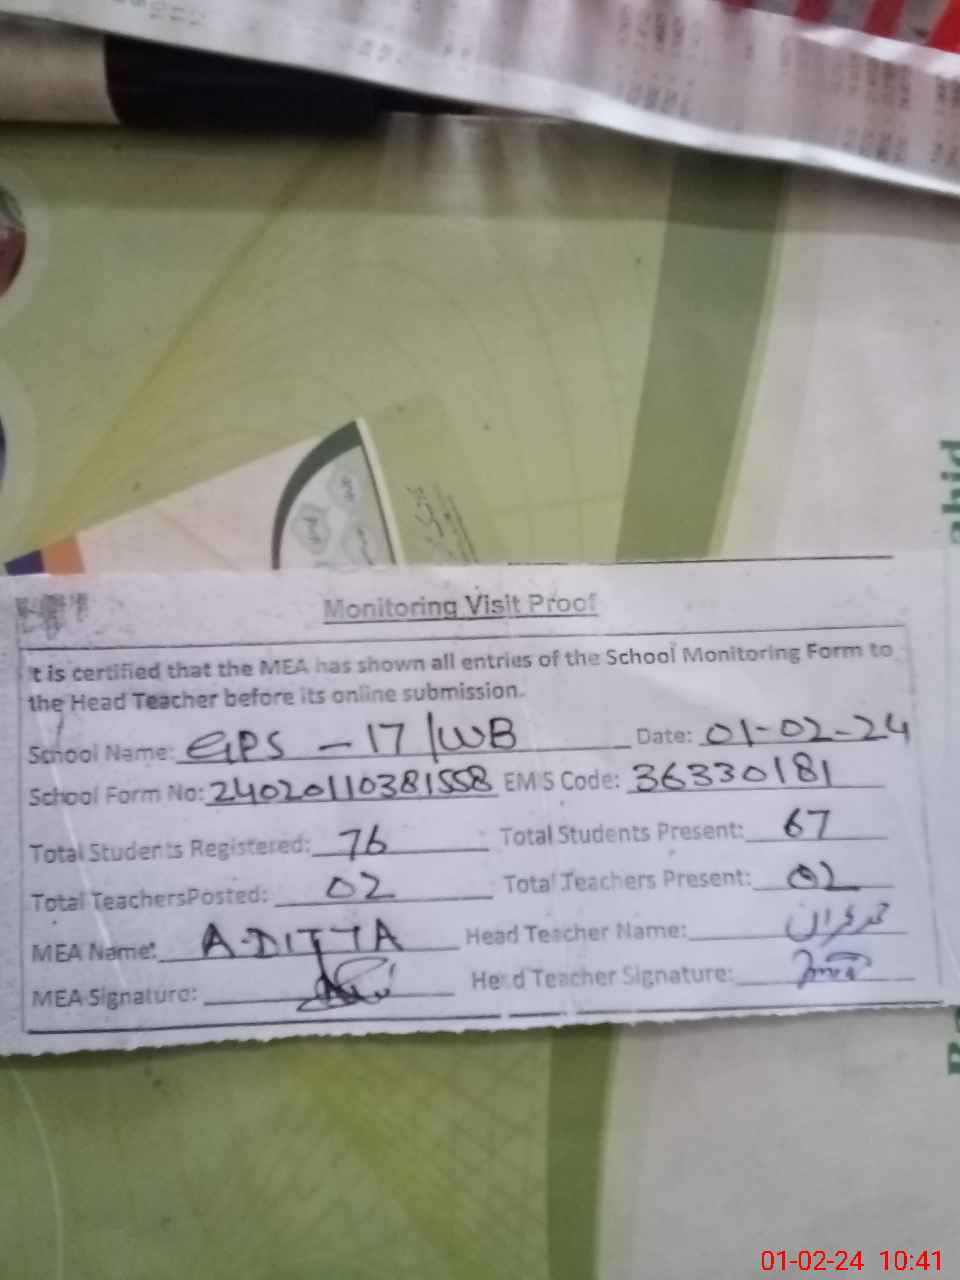 Monitoring Visit Proof
t is certified that the MEA has shown all entries of the School Monitoring Form to
the Head Teacher before its online submission.
School Name: GPS - 17/WB Date: 01-02-24
School Form No: 24020110381558 EMIS Code: 36330181
Total Students Registered: 76 Total Students Present: 67
Total TeachersPosted: 02 Total Teachers Present: 02
MEA Name: A.DITTA Head Teacher Name:
MEA Signature: Head Teacher Signature:
ahid
01-02-24 10:41